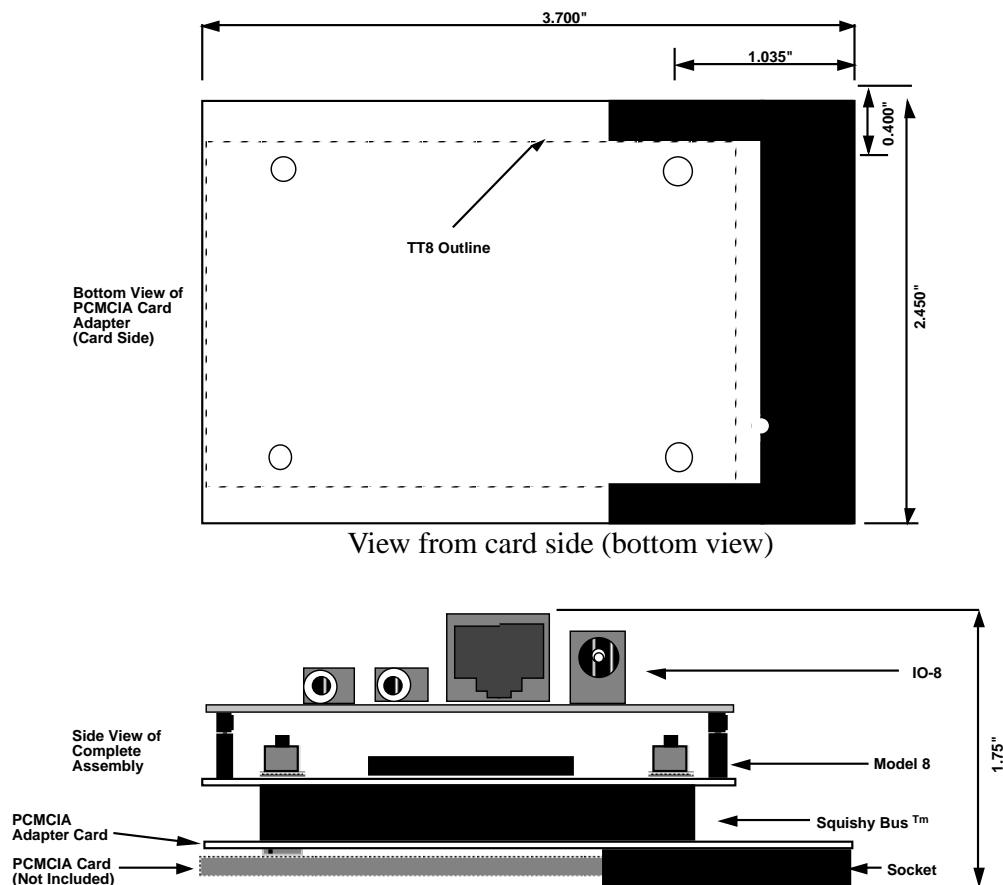 3.700"
1.035"
0.400"
TT8 Outline
Bottom View of
PCMCIA Card
Adapter
(Card Side)
2.450"
View from card side (bottom view)
IO-8
Side View of
Complete
Assembly
Model 8
1.75"
PCMCIA
Adapter Card
Squishy Bus Tm
PCMCIA Card
(Not Included)
Socket